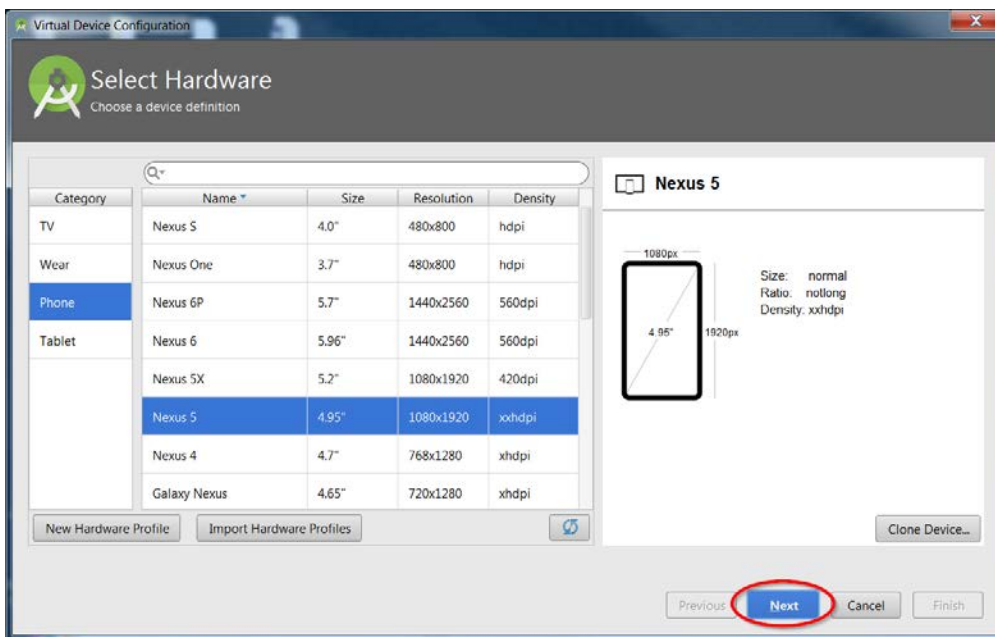 Virtual Device Configuration
Select Hardware
Choose a device definition
Category
Name Size Resolution Density
TV
Wear
Phone
Tablet
Nexus S 4.0" 480x800 hdpi
Nexus One 3.7" 480x800 hdpi
Nexus 6P 5.7" 1440x2560 560dpi
Nexus 6 5.96" 1440x2560 560dpi
Nexus 5X 5.2" 1080x1920 420dpi
Nexus 5 4.95" 1080x1920 xxhdpi
Nexus 4 4.7" 768x1280 xhdpi
Galaxy Nexus 4.65" 720x1280 xhdpi
New Hardware Profile Import Hardware Profiles
Nexus 5
1080px
4.95"
1920px
Size: normal
Ratio: notlong
Density: xxhdpi
Clone Device...
Previous Next Cancel Finish